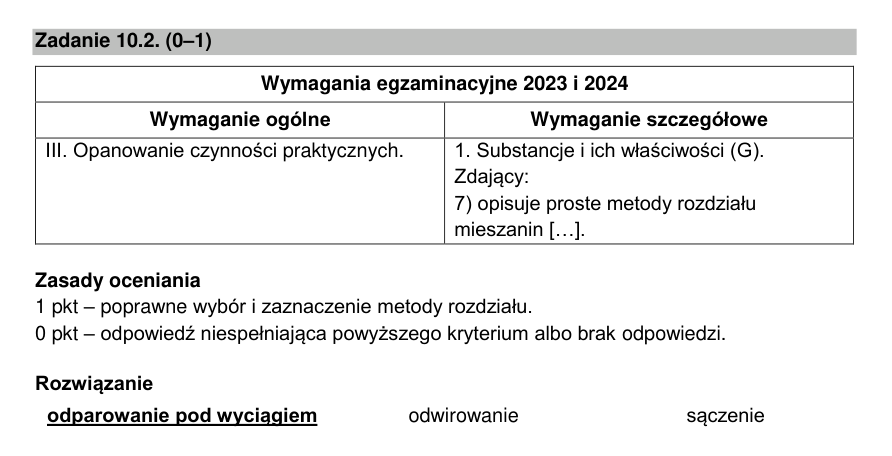 Zadanie 10.2. (0–1)
Wymagania egzaminacyjne 2023 i 2024
Wymaganie ogólne
Wymaganie szczegółowe
III. Opanowanie czynności praktycznych.
1. Substancje i ich właściwości (G).
Zdający:
7) opisuje proste metody rozdziału
mieszanin […].
Zasady oceniania
1 pkt – poprawne wybór i zaznaczenie metody rozdziału.
0 pkt – odpowiedź niespełniająca powyższego kryterium albo brak odpowiedzi.
Rozwiązanie
odparowanie pod wyciągiem odwirowanie sączenie